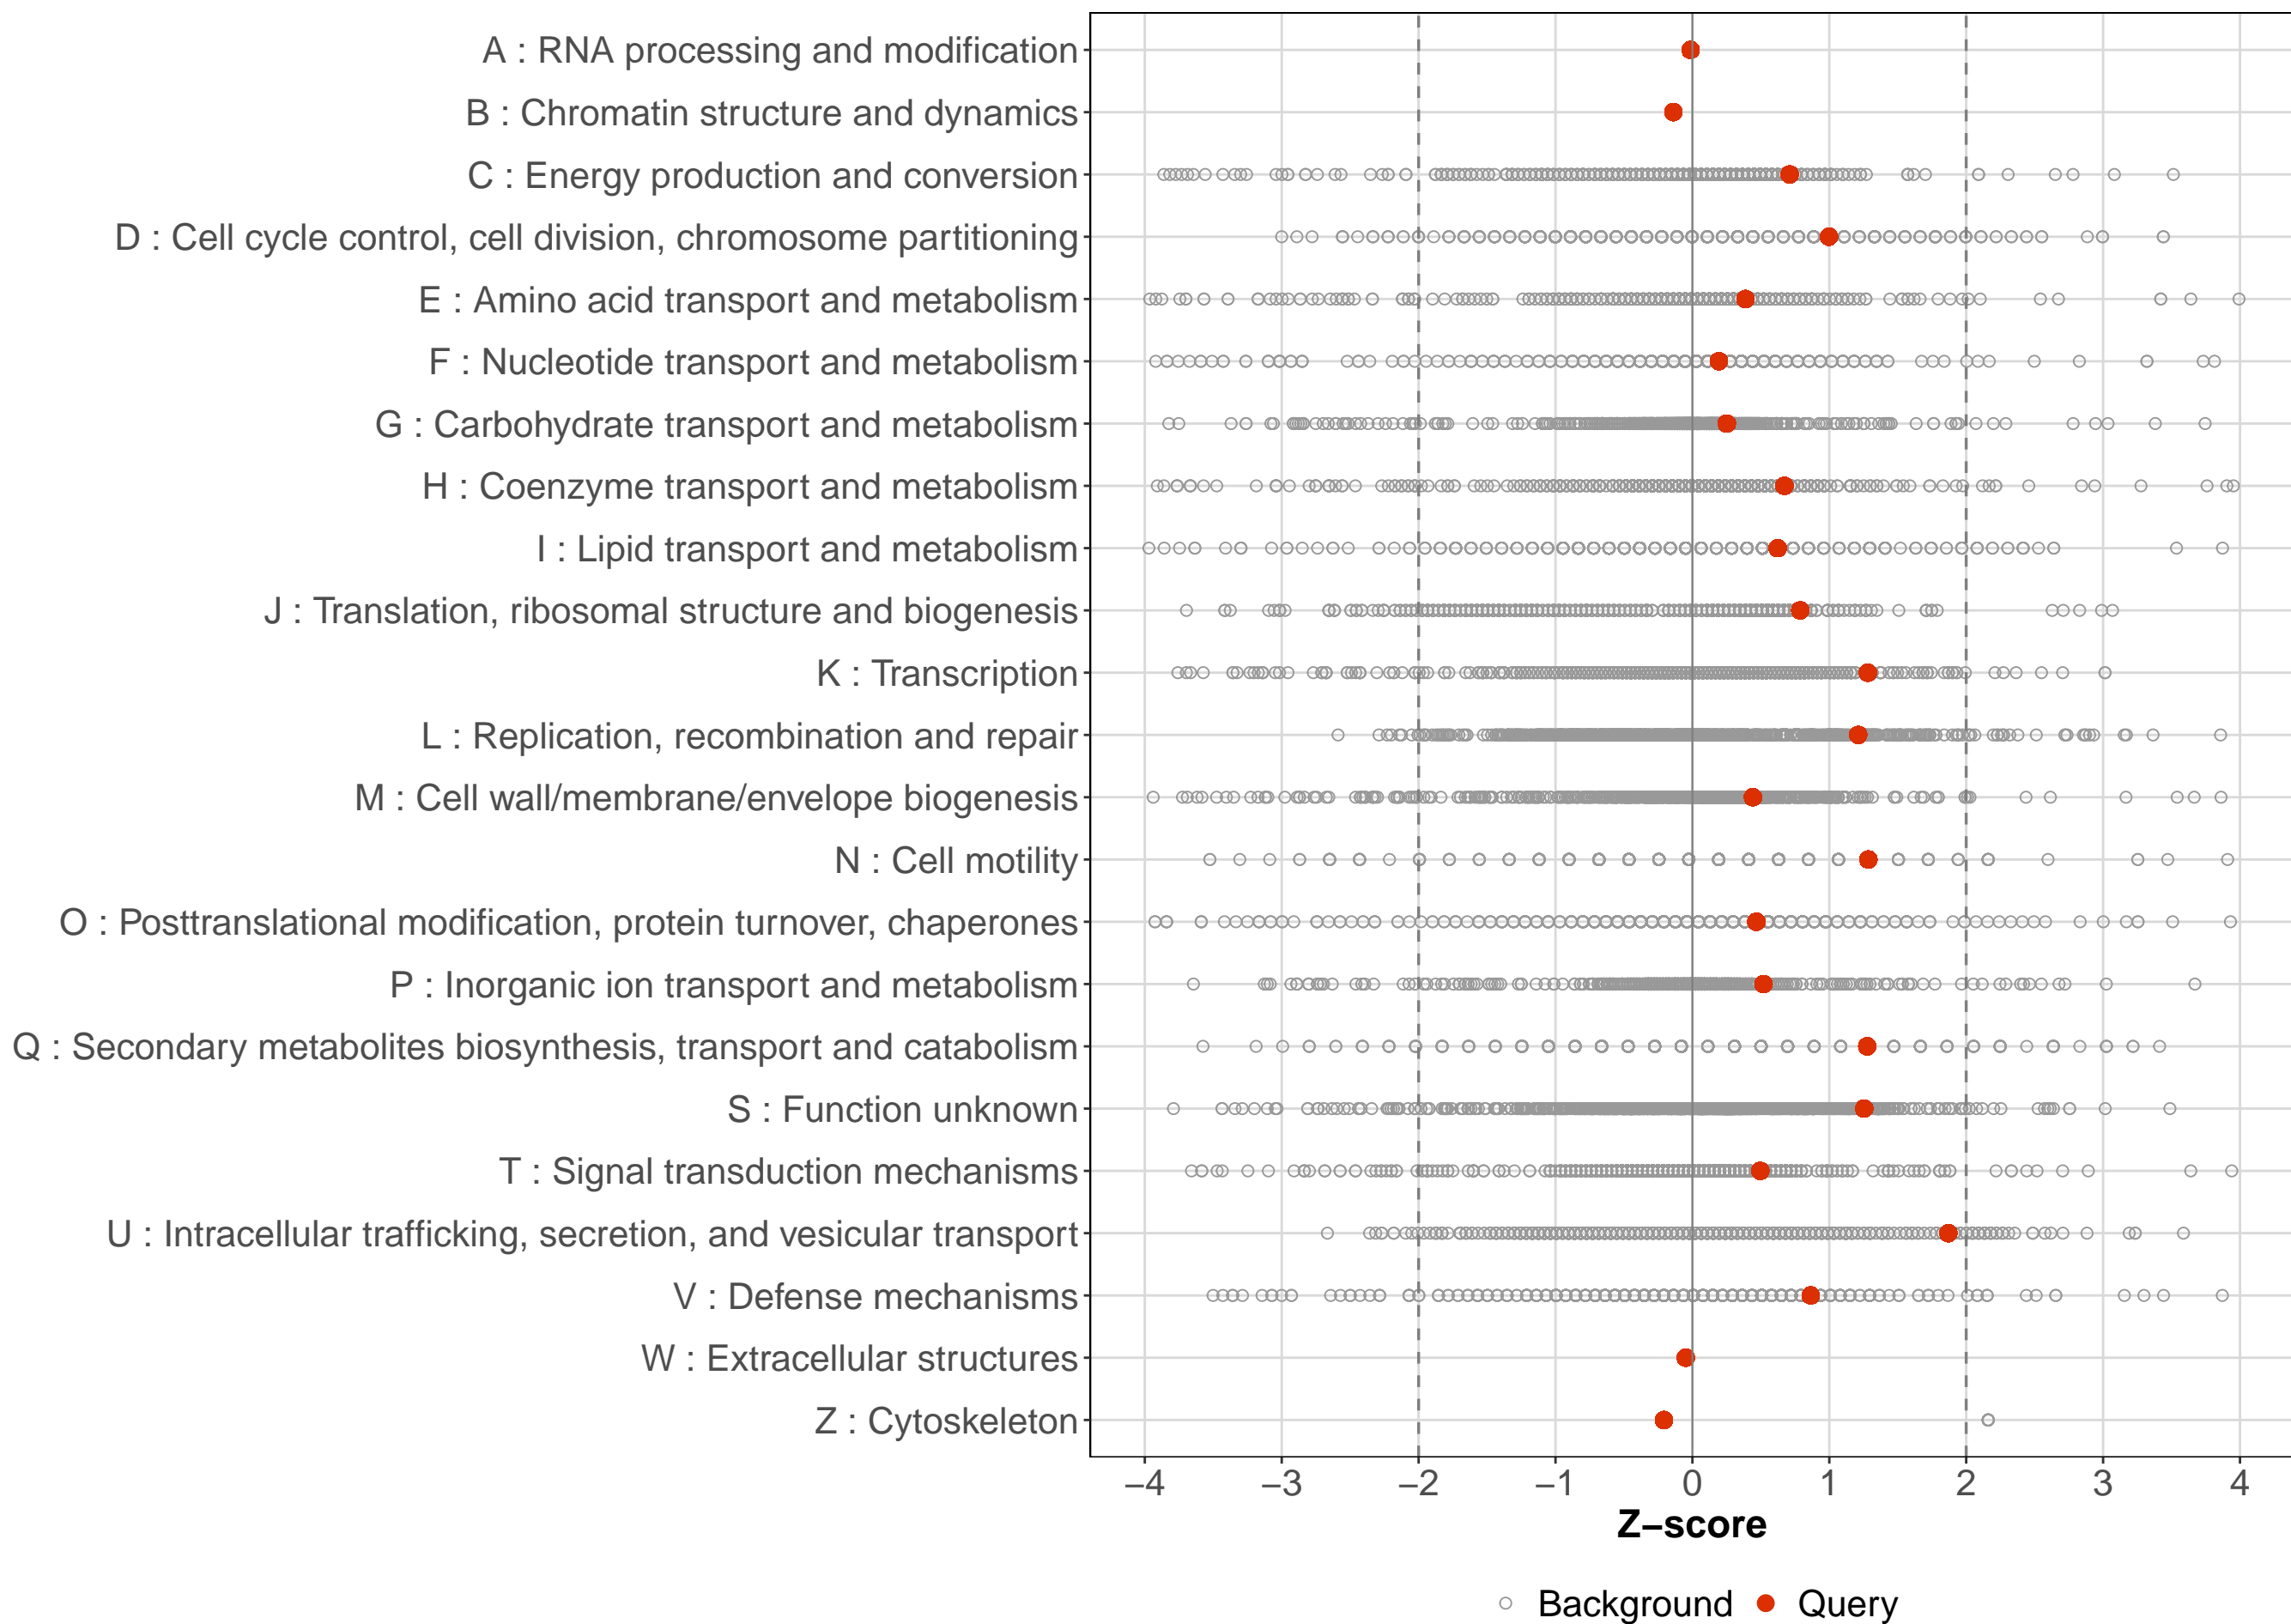 A : RNA processing and modification
B : Chromatin structure and dynamics
C : Energy production and conversion
D : Cell cycle control, cell division, chromosome partitioning
E : Amino acid transport and metabolism
F : Nucleotide transport and metabolism
G : Carbohydrate transport and metabolism
H : Coenzyme transport and metabolism
I : Lipid transport and metabolism
J : Translation, ribosomal structure and biogenesis
K : Transcription
L : Replication, recombination and repair
M : Cell wall/membrane/envelope biogenesis
N : Cell motility
O : Posttranslational modification, protein turnover, chaperones
P : Inorganic ion transport and metabolism
Q : Secondary metabolites biosynthesis, transport and catabolism
S : Function unknown
T : Signal transduction mechanisms
U : Intracellular trafficking, secretion, and vesicular transport
V : Defense mechanisms
W : Extracellular structures
Z : Cytoskeleton
−4 −3 −2 −1 0 1 2 3 4
Z−score
Background Query